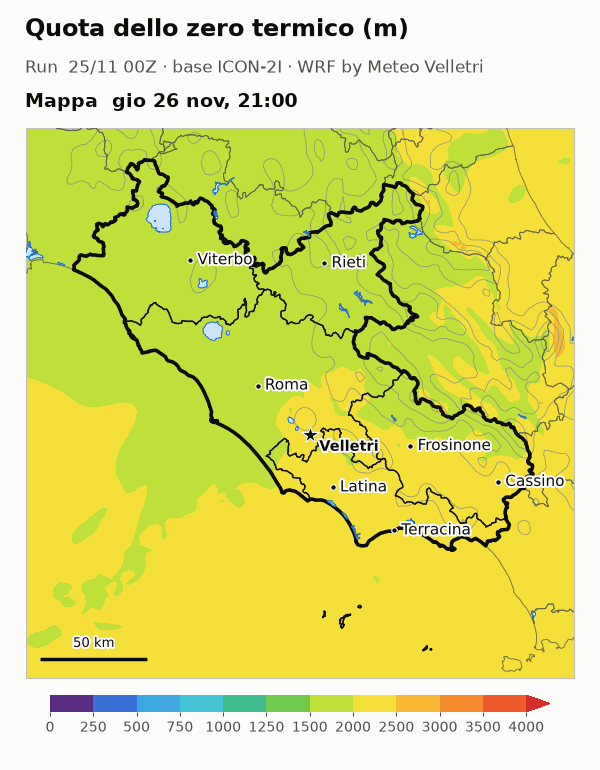 Quota dello zero termico (m)
Run 25/11 00Z · base ICON-2I · WRF by Meteo Velletri
Mappa gio 26 nov, 21:00
Viterbo
Rieti
Roma
Velletri
Frosinone
Cassino
Latina
Terracina
50 km
0 250 500 750 1000 1250 1500 2000 2500 3000 3500 4000